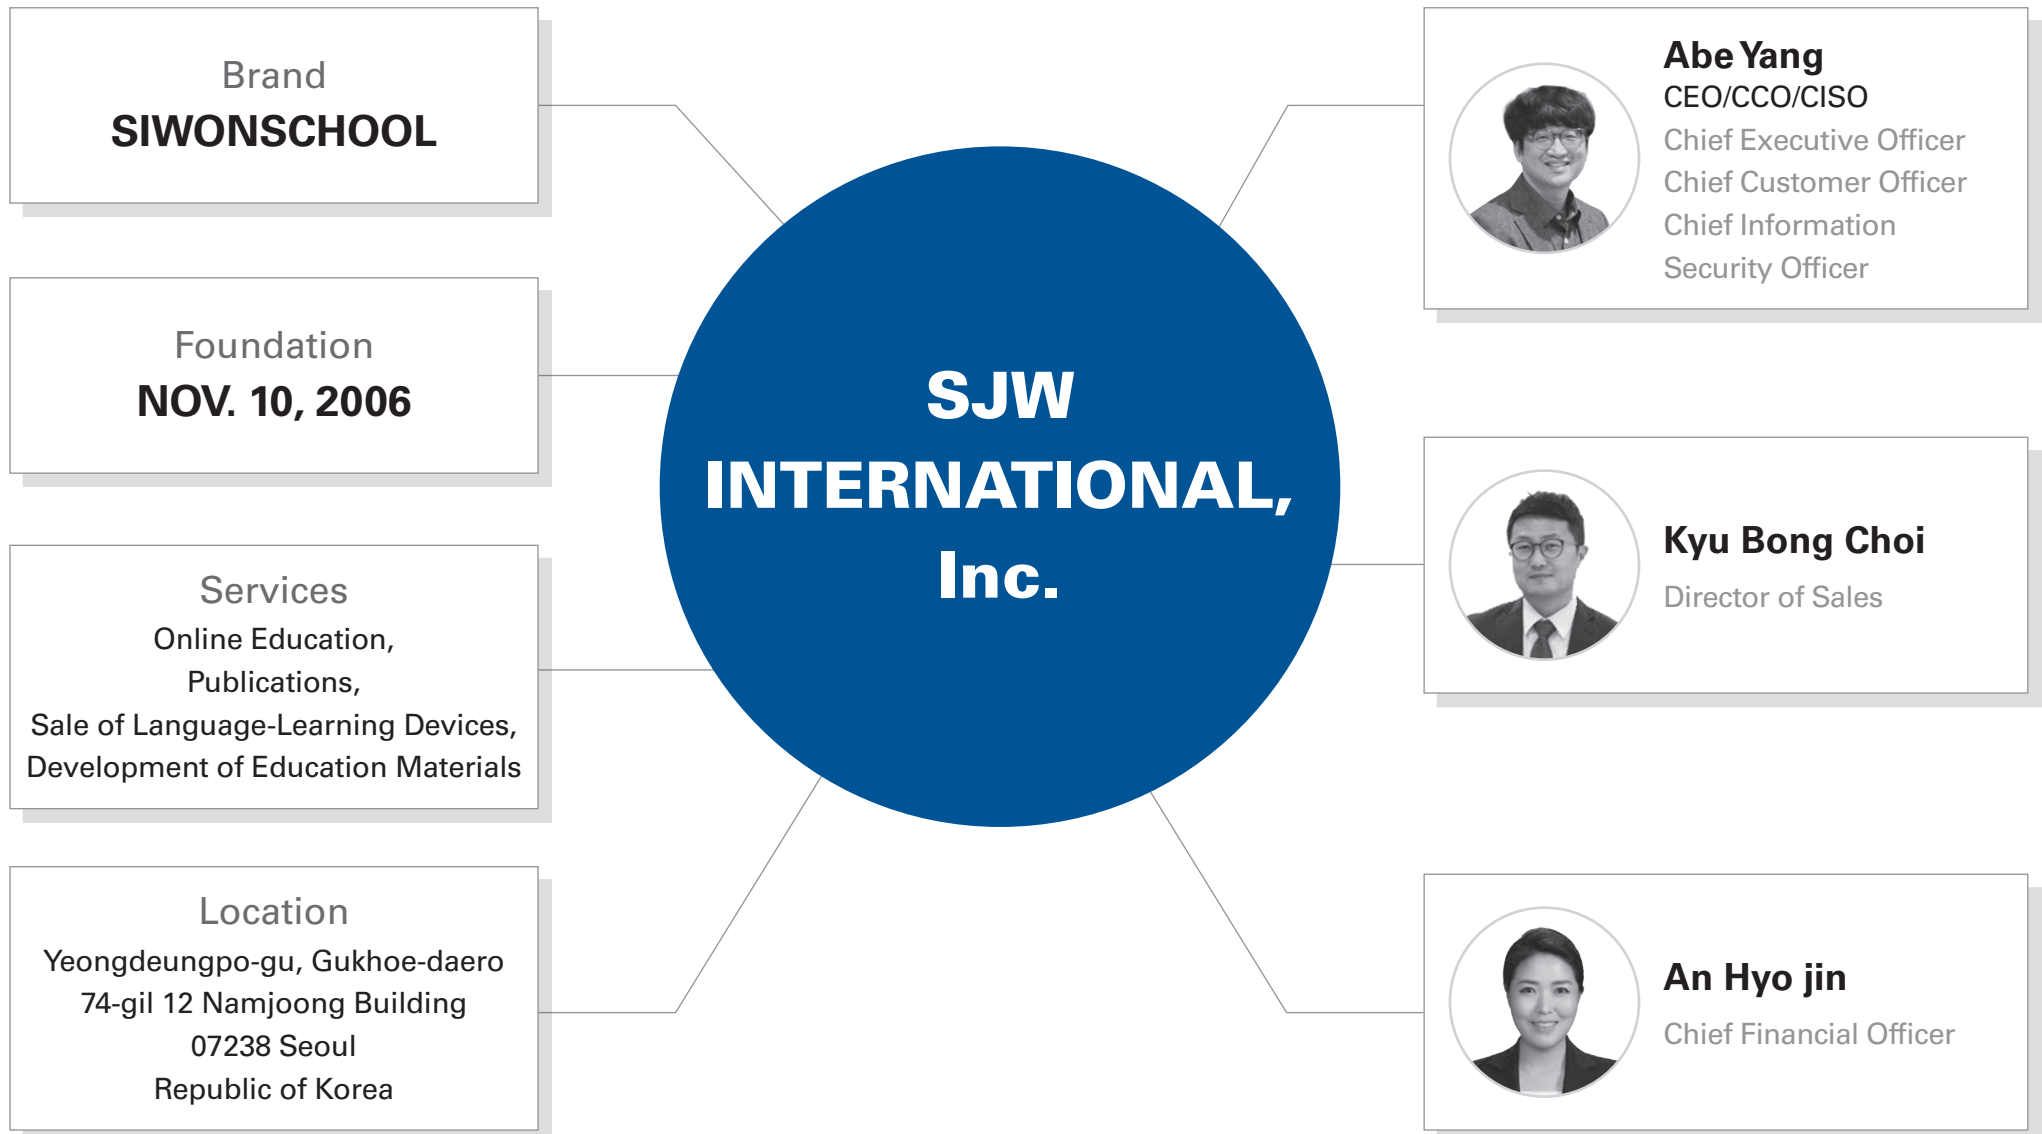 Brand
SIWONSCHOOL
Foundation
NOV. 10, 2006
Services
Online Education,
Publications,
Sale of Language-Learning Devices,
Development of Education Materials
Location
Yeongdeungpo-gu, Gukhoe-daero
74-gil 12 Namjoong Building
07238 Seoul
Republic of Korea
SJW
INTERNATIONAL,
Inc.
Abe Yang
CEO/CCO/CISO
Chief Executive Officer
Chief Customer Officer
Chief Information
Security Officer
Kyu Bong Choi
Director of Sales
An Hyo jin
Chief Financial Officer